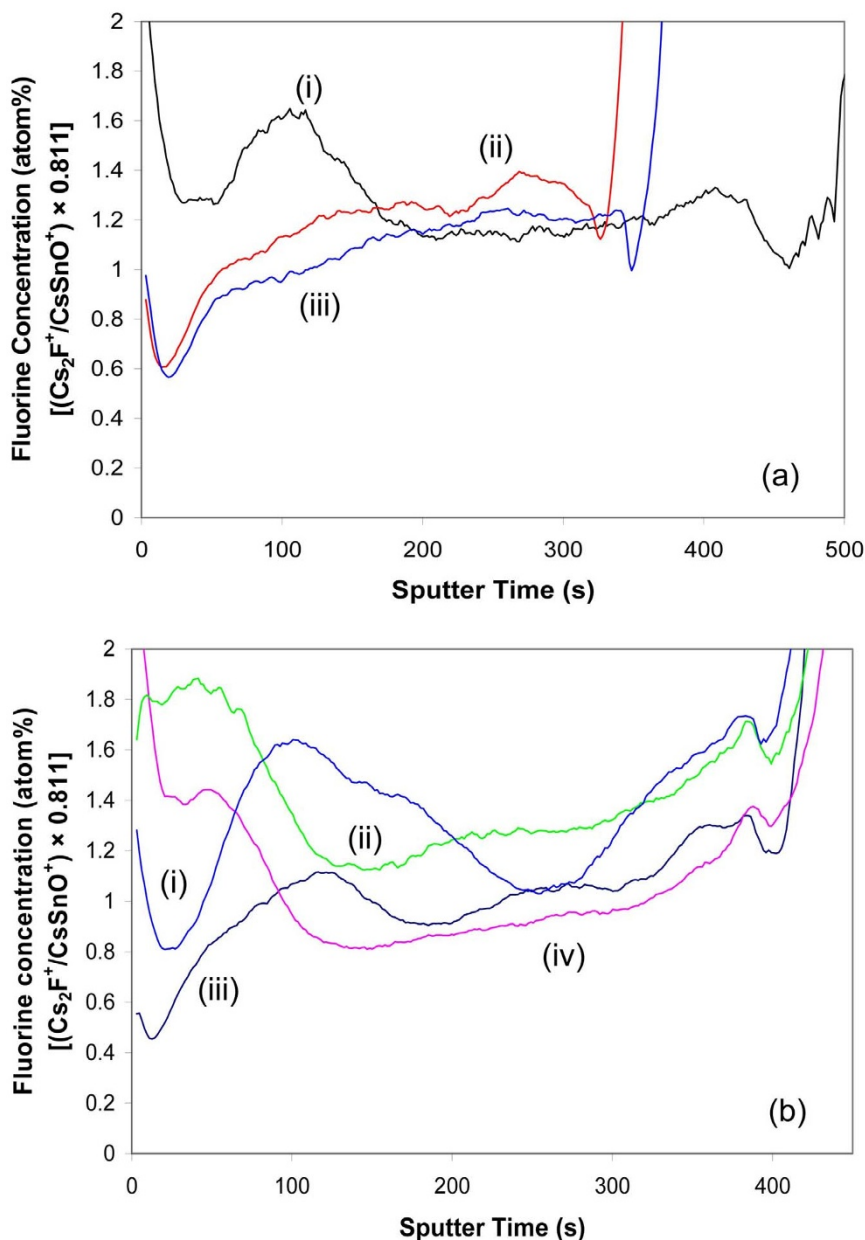 2
1.8
1.6
1.4
1.2
1
0.8
0.6
0.4
0.2
0
Fluorine Concentration (atom%)
[(Cs₂F⁺/CsSnO⁺) × 0.811]
(i)
(ii)
(iii)
(a)
0 100 200 300 400 500
Sputter Time (s)
2
1.8
1.6
1.4
1.2
1
0.8
0.6
0.4
0.2
0
Fluorine concentration (atom%)
[(Cs₂F⁺/CsSnO⁺) × 0.811]
(ii)
(i)
(iii)
(iv)
(b)
0 100 200 300 400
Sputter Time (s)